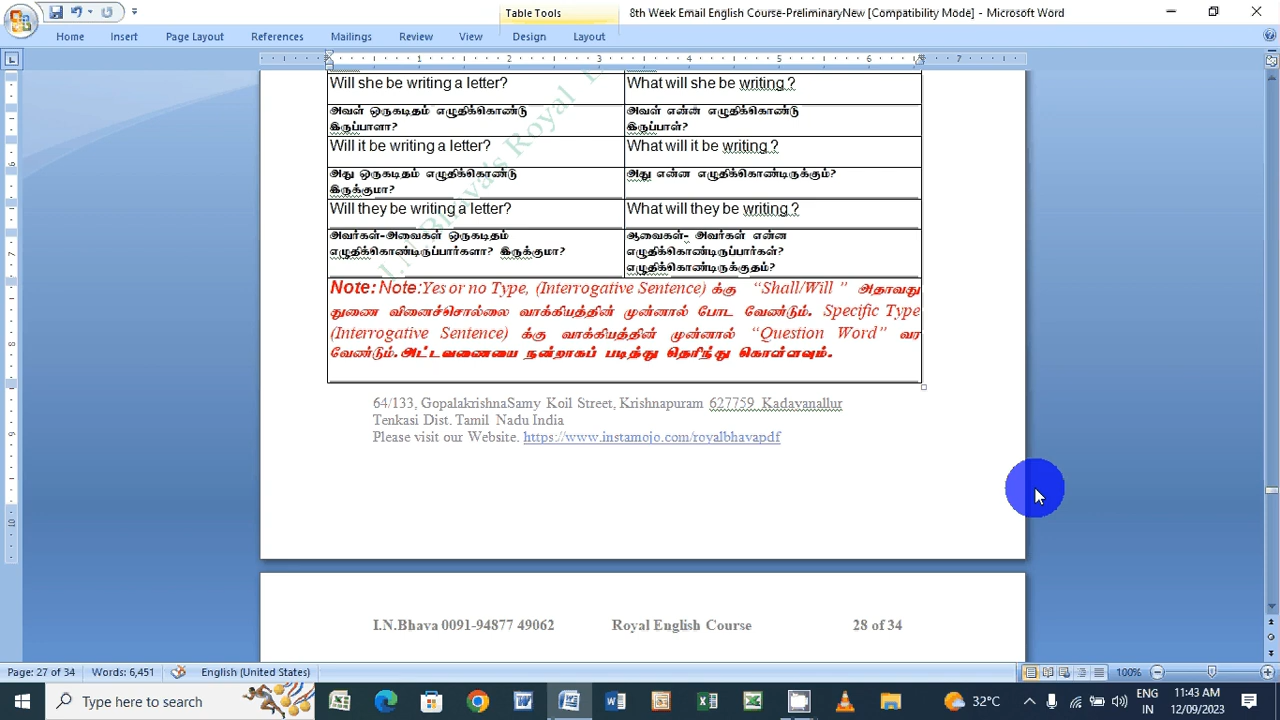 Table Tools
8th Week Email English Course-PreliminaryNew [Compatibility Mode] - Microsoft Word
Home Insert Page Layout References Mailings Review View Design Layout
Will she be writing a letter? What will she be writing ?
அவள் ஒருகடிதம் எழுதிக்கொண்டு அவள் என்ன எழுதிக்கொண்டு
இருப்பாளா? இருப்பாள்?
Will it be writing a letter? What will it be writing ?
அது ஒருகடிதம் எழுதிக்கொண்டு அது என்ன எழுதிக்கொண்டிருக்கும்?
இருக்குமா?
Will they be writing a letter? What will they be writing ?
அவர்கள்-அவைகள் ஒருகடிதம் ஆவைகள்- அவர்கள் என்ன
எழுதிக்கொண்டிருப்பார்களா? இருக்குமா? எழுதிக்கொண்டிருப்பார்கள்?
எழுதிக்கொண்டிருக்குதம்?
Note: Note:Yes or no Type, (Interrogative Sentence) க்கு “Shall/Will ” அதாவது
துணை வினைச்சொல்லை வாக்கியத்தின் முன்னால் போட வேண்டும். Specific Type
(Interrogative Sentence) க்கு வாக்கியத்தின் முன்னால் “Question Word” வர
வேண்டும்.அட்டவணையை நன்றாகப் படித்து தெரிந்து கொள்ளவும்.
64/133, GopalakrishnaSamy Koil Street, Krishnapuram 627759 Kadavanallur
Tenkasi Dist. Tamil Nadu India
Please visit our Website. https://www.instamojo.com/royalbhavapdf
I.N.Bhava 0091-94877 49062 Royal English Course 28 of 34
Page: 27 of 34 Words: 6,451 English (United States) 100%
Type here to search 32°C ENG 11:43 AM
IN 12/09/2023